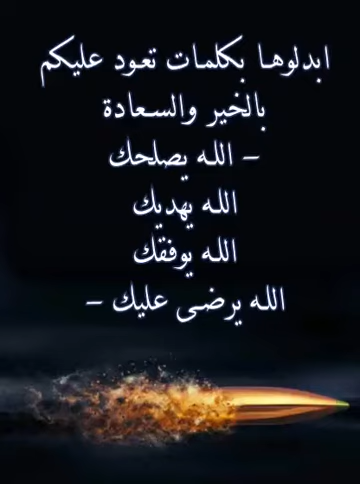 ابدلوها بكلمات تعود عليكم
بالخير والسعادة
– الله يصلحك
الله يهديك
الله يوفقك
الله يرضى عليك –